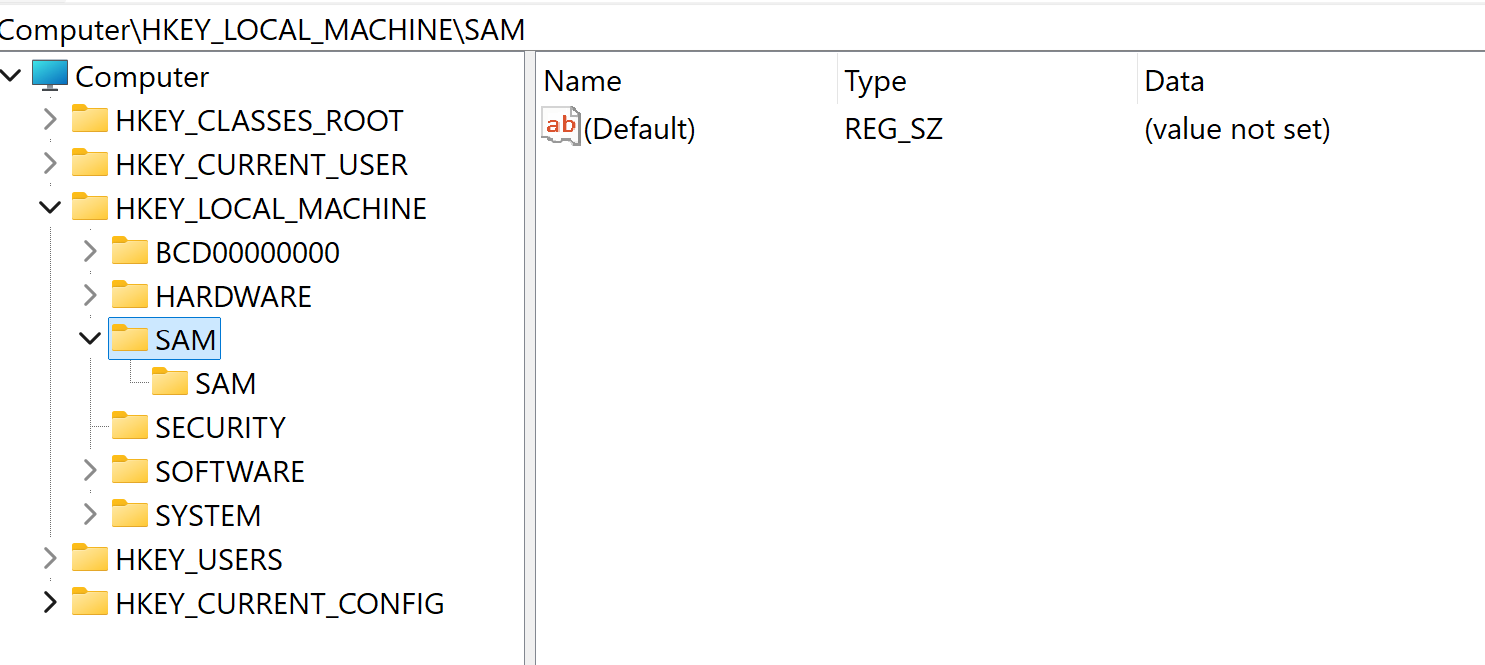 Computer\HKEY_LOCAL_MACHINE\SAM
Computer
HKEY_CLASSES_ROOT
HKEY_CURRENT_USER
HKEY_LOCAL_MACHINE
BCD00000000
HARDWARE
SAM
SAM
SECURITY
SOFTWARE
SYSTEM
HKEY_USERS
HKEY_CURRENT_CONFIG
Name Type Data
ab (Default) REG_SZ (value not set)